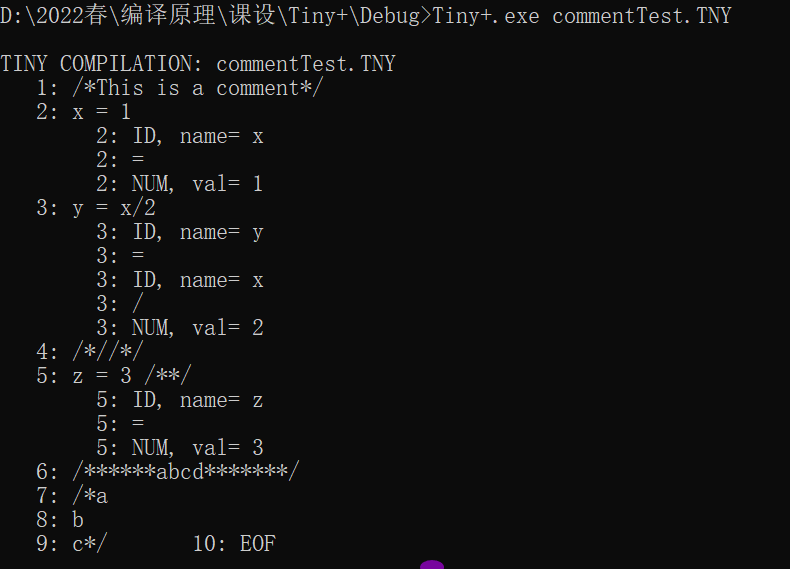 D:\2022春\编译原理\课设\Tiny+\Debug>Tiny+.exe commentTest.TNY
TINY COMPILATION: commentTest.TNY
1: /*This is a comment*/
2: x = 1
2: ID, name= x
2: =
2: NUM, val= 1
3: y = x/2
3: ID, name= y
3: =
3: ID, name= x
3: /
3: NUM, val= 2
4: /*//*/
5: z = 3 /**/
5: ID, name= z
5: =
5: NUM, val= 3
6: /******abcd*******/
7: /*a
8: b
9: c*/ 10: EOF